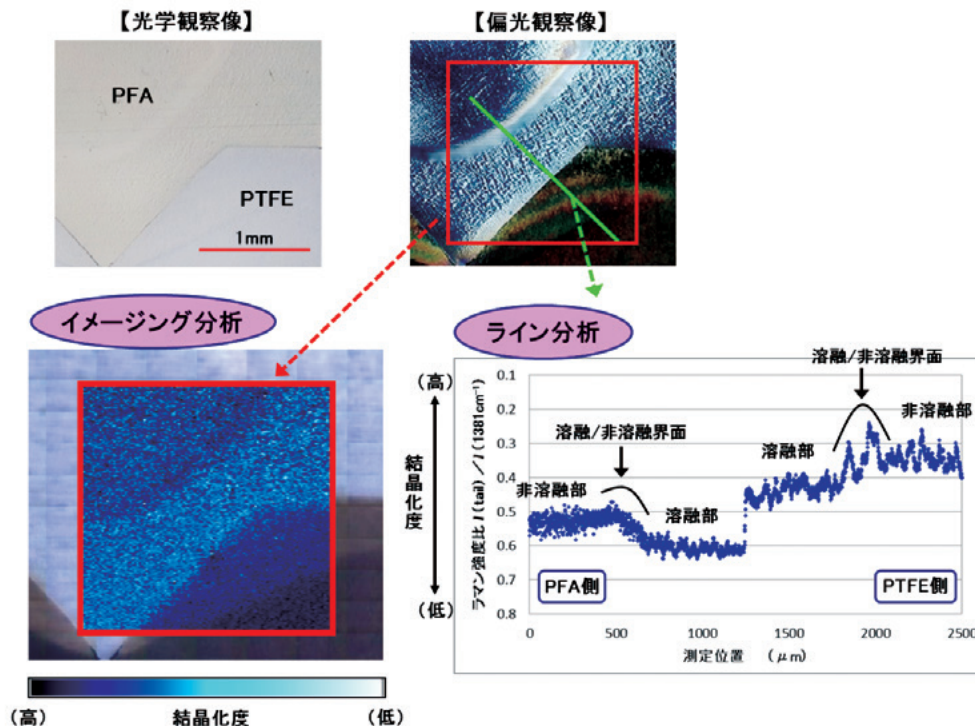 【光学観察像】
【偏光観察像】
PFA
PTFE
1mm
イメージング分析
ライン分析
(高)
結晶化度
(低)
ラマン強度比 I (tail) / I (1381cm⁻¹)
0.1
0.2
0.3
0.4
0.5
0.6
0.7
0.8
溶融/非溶融界面
非溶融部
溶融部
溶融/非溶融界面
溶融部
非溶融部
PFA側
PTFE側
0
500
1000
1500
2000
2500
測定位置 (μm)
(高)
結晶化度
(低)